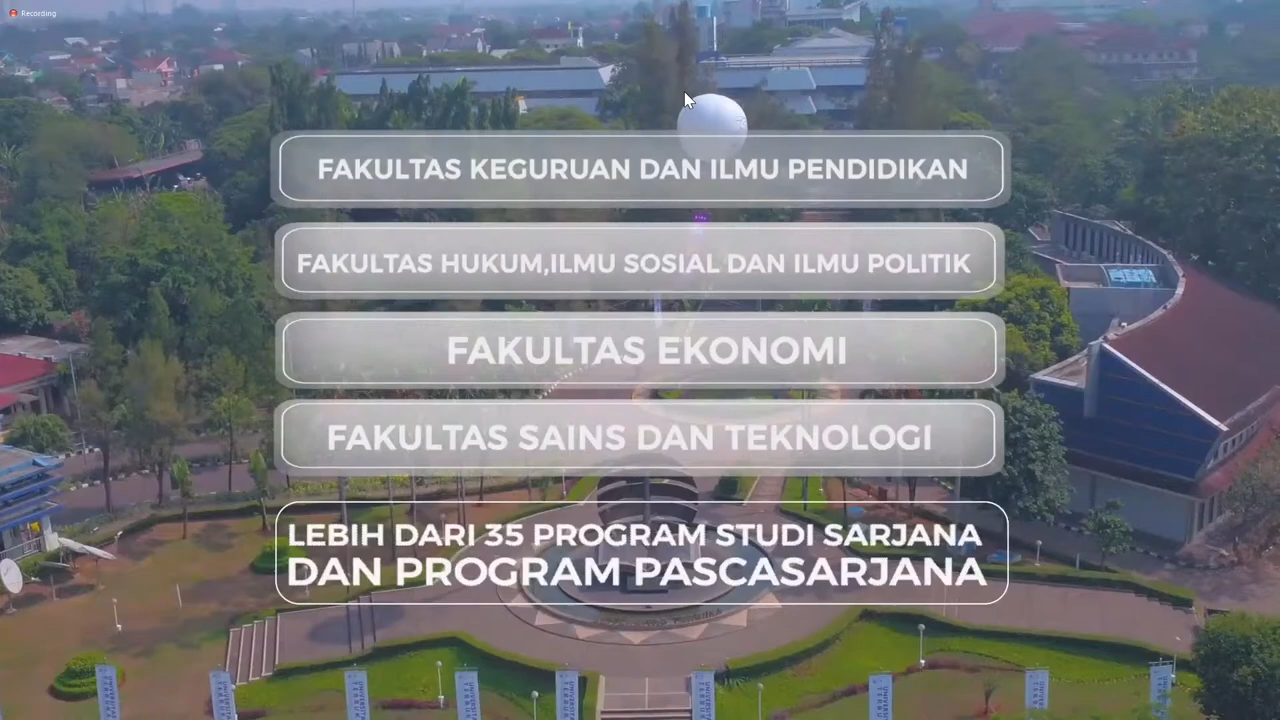 Recording
FAKULTAS KEGURUAN DAN ILMU PENDIDIKAN
FAKULTAS HUKUM,ILMU SOSIAL DAN ILMU POLITIK
FAKULTAS EKONOMI
FAKULTAS SAINS DAN TEKNOLOGI
LEBIH DARI 35 PROGRAM STUDI SARJANA
DAN PROGRAM PASCASARJANA